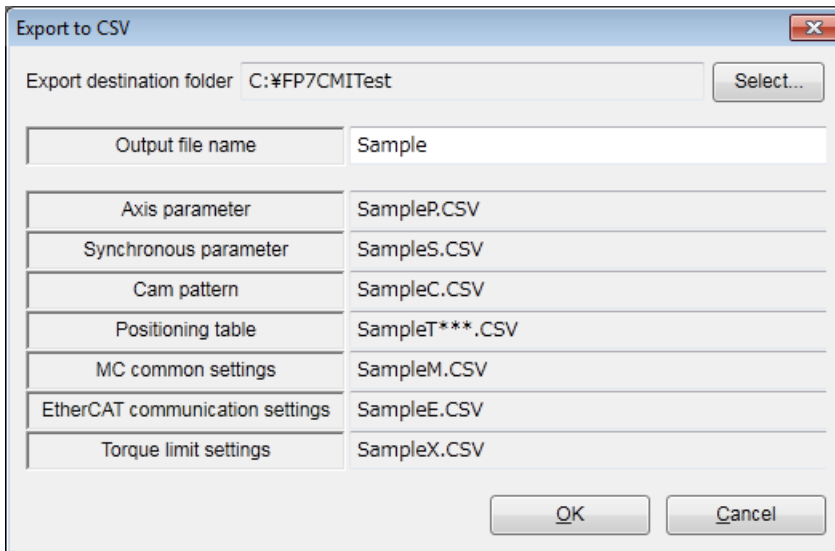 Export to CSV
Export destination folder C:¥FP7CMITest Select...
Output file name Sample
Axis parameter SampleP.CSV
Synchronous parameter SampleS.CSV
Cam pattern SampleC.CSV
Positioning table SampleT***.CSV
MC common settings SampleM.CSV
EtherCAT communication settings SampleE.CSV
Torque limit settings SampleX.CSV
OK Cancel